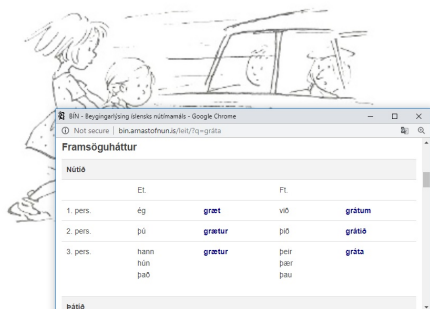 BÍN - Beygingarlýsing íslensks nútímamáls - Google Chrome
Not secure | bin.arnastofnun.is/leit/?q=gráta
Framsöguháttur
Nútíð
Et. Ft.
1. pers. ég græt við grátum
2. pers. þú grætur þið grátið
3. pers. hann grætur þeir gráta
hún þær
það þau
Þátíð